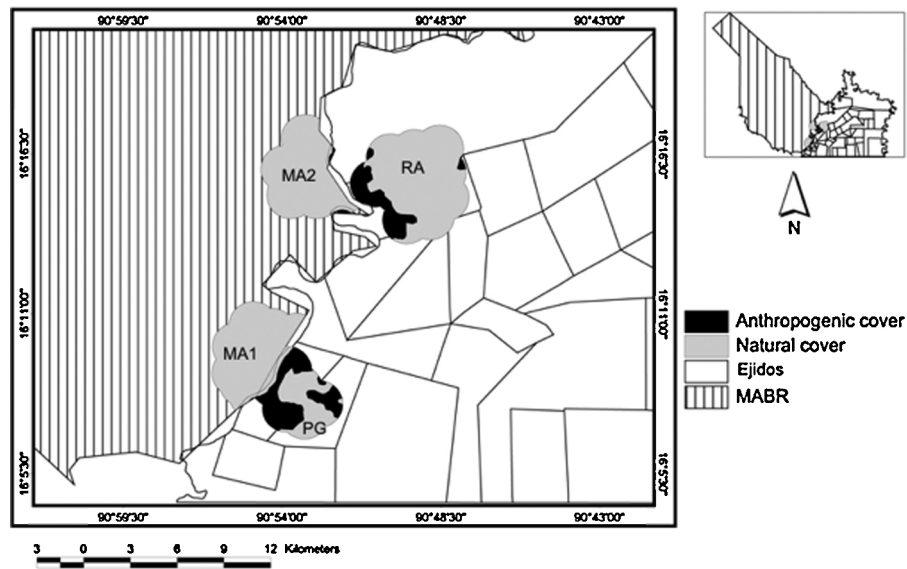 90°59'30" 90°54'00" 90°48'30" 90°43'00"
16°16'30"
16°16'30"
MA2
RA
N
16°11'00"
16°11'00"
MA1
PG
Anthropogenic cover
Natural cover
Ejidos
MABR
16°5'30"
16°5'30"
90°59'30" 90°54'00" 90°48'30" 90°43'00"
3 0 3 6 9 12 Kilometers